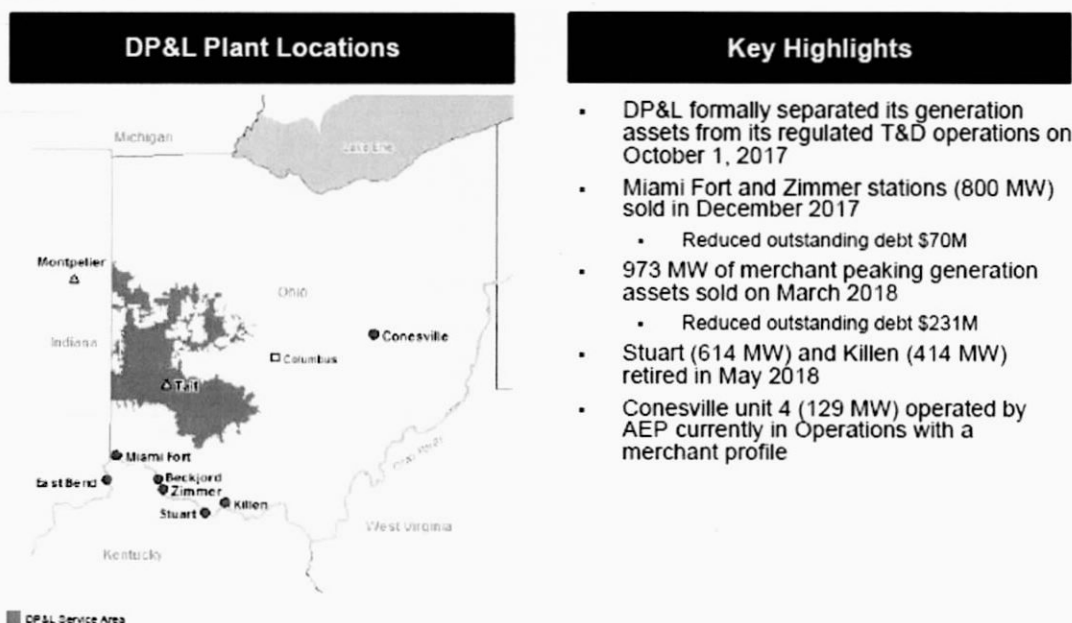 DP&L Plant Locations
Michigan
Lake Erie
Montpelier
Ohio
Indiana
Conesville
Columbus
Tait
Miami Fort
East Bend
Beckjord
Zimmer
Killen
Stuart
Ohio River
West Virginia
Kentucky
DP&L Service Area
Key Highlights
▪ DP&L formally separated its generation
assets from its regulated T&D operations on
October 1, 2017
▪ Miami Fort and Zimmer stations (800 MW)
sold in December 2017
▪ Reduced outstanding debt $70M
▪ 973 MW of merchant peaking generation
assets sold on March 2018
▪ Reduced outstanding debt $231M
▪ Stuart (614 MW) and Killen (414 MW)
retired in May 2018
▪ Conesville unit 4 (129 MW) operated by
AEP currently in Operations with a
merchant profile